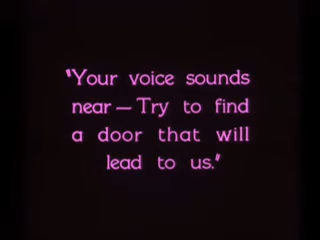 "Your voice sounds
near — Try to find
a door that will
lead to us."